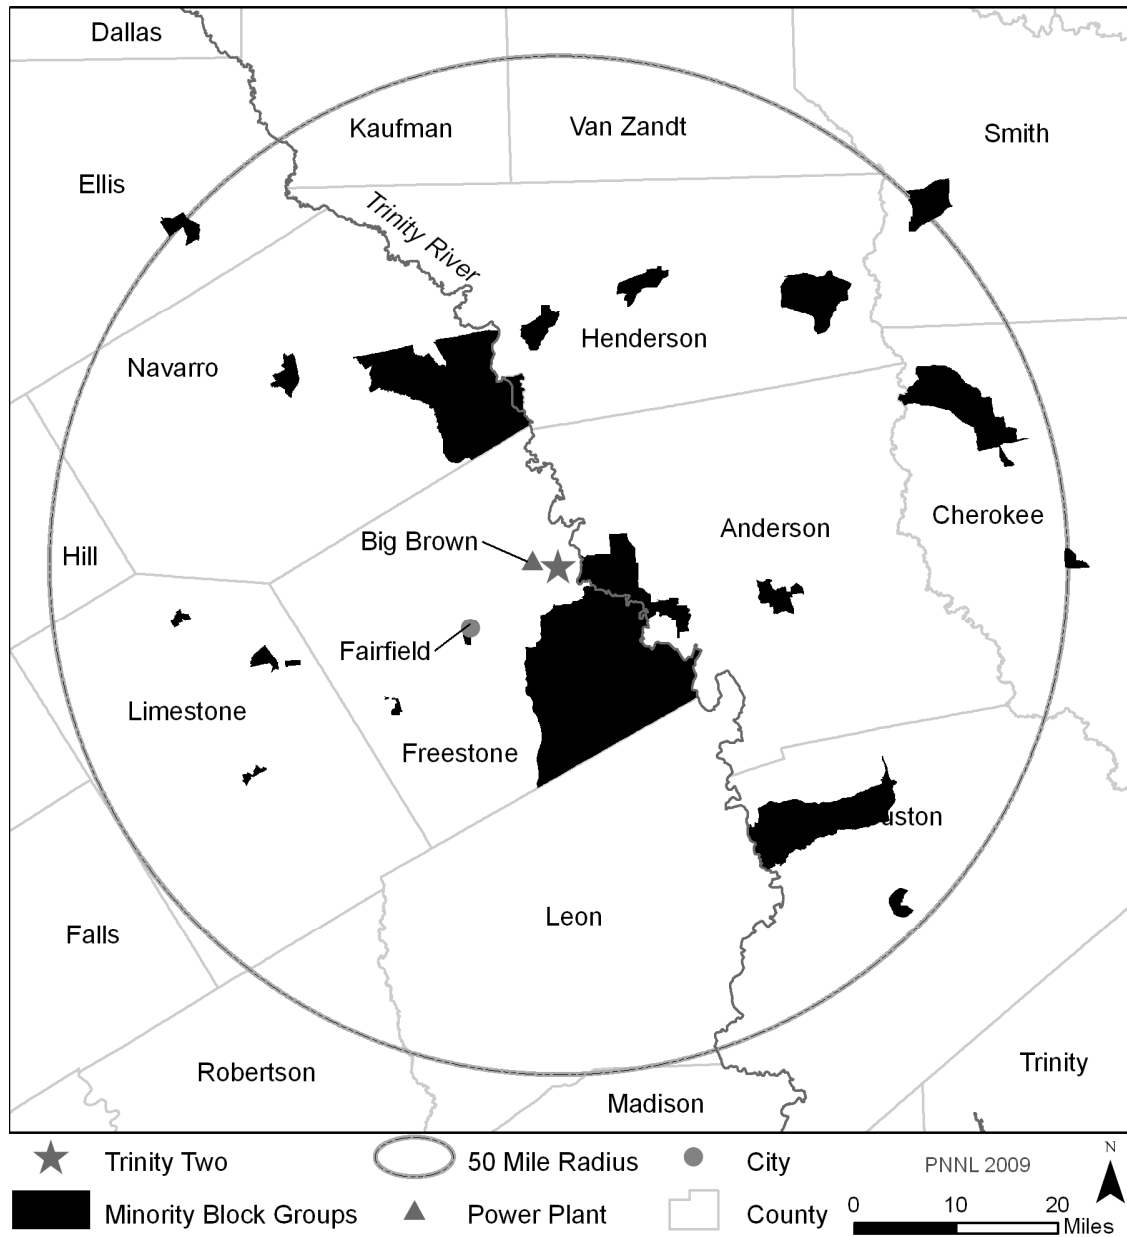 Dallas
Kaufman
Van Zandt
Smith
Ellis
Trinity River
Henderson
Navarro
Cherokee
Anderson
Big Brown
Hill
Fairfield
Limestone
Freestone
uston
Leon
Falls
Robertson
Trinity
Madison
Trinity Two
50 Mile Radius
City
PNNL 2009
N
Minority Block Groups
Power Plant
County
0 10 20
Miles